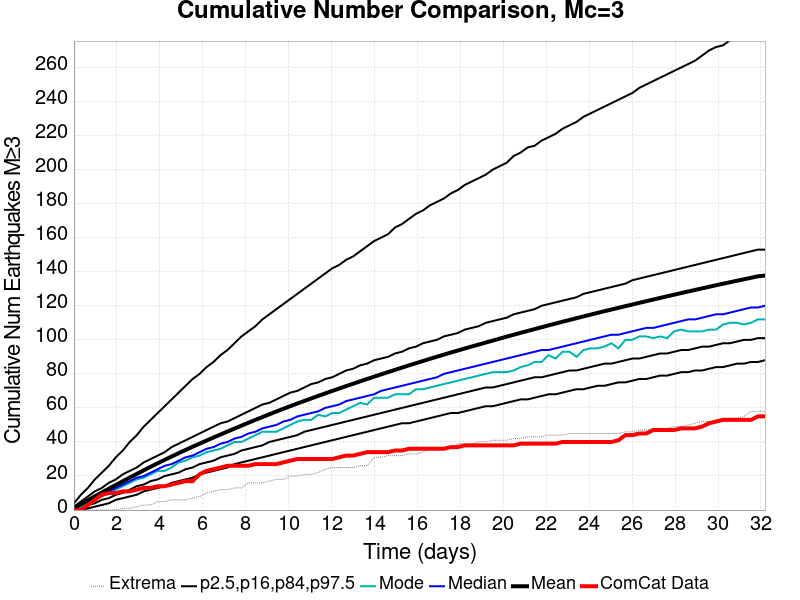 Cumulative Number Comparison, Mc=3
Cumulative Num Earthquakes M≥3
260
240
220
200
180
160
140
120
100
80
60
40
20
0
0 2 4 6 8 10 12 14 16 18 20 22 24 26 28 30 32
Time (days)
Extrema p2.5,p16,p84,p97.5 Mode Median Mean ComCat Data